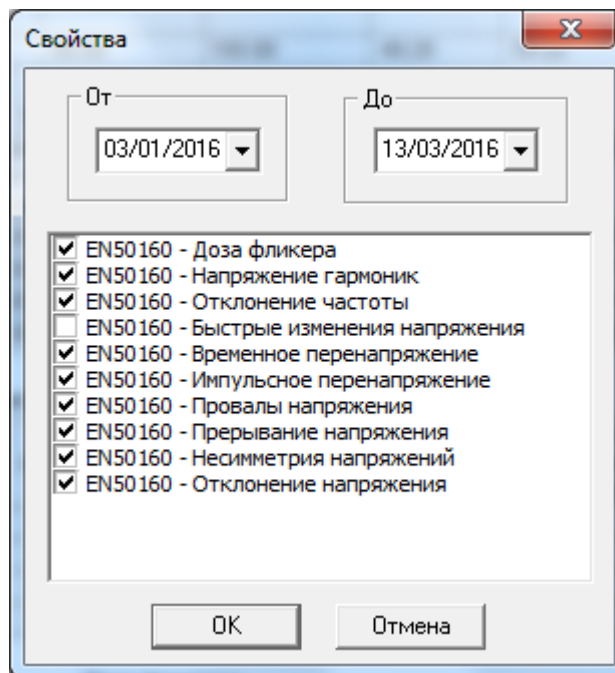 Свойства
От
До
03/01/2016
13/03/2016
EN50160 - Доза фликера
EN50160 - Напряжение гармоник
EN50160 - Отклонение частоты
EN50160 - Быстрые изменения напряжения
EN50160 - Временное перенапряжение
EN50160 - Импульсное перенапряжение
EN50160 - Провалы напряжения
EN50160 - Прерывание напряжения
EN50160 - Несимметрия напряжений
EN50160 - Отклонение напряжения
OK
Отмена